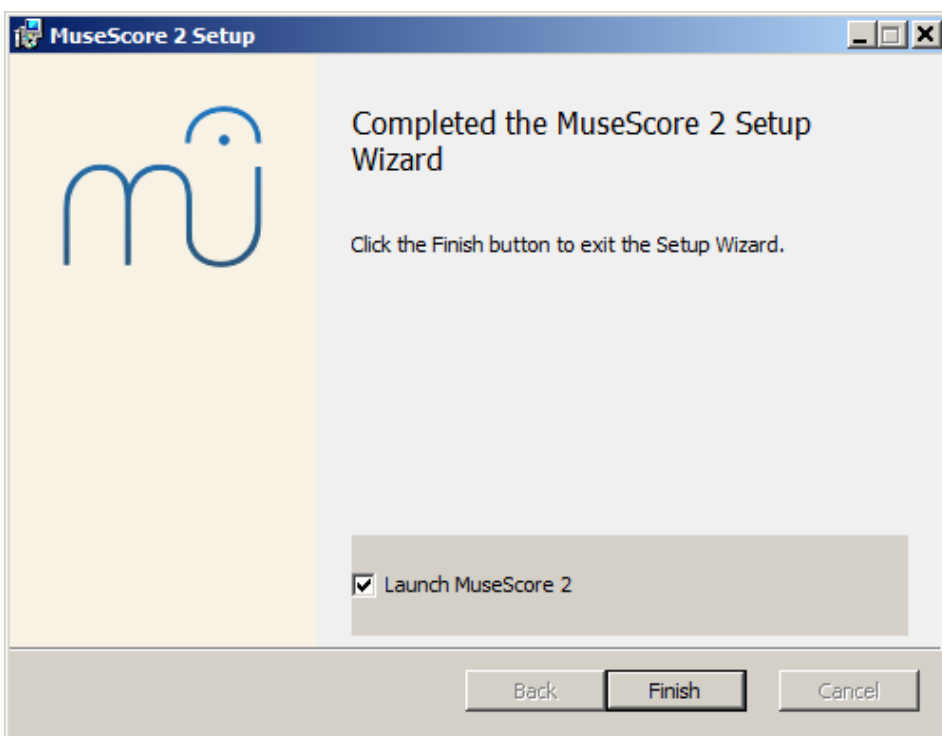 MuseScore 2 Setup
mu
Completed the MuseScore 2 Setup
Wizard
Click the Finish button to exit the Setup Wizard.
Launch MuseScore 2
Back
Finish
Cancel